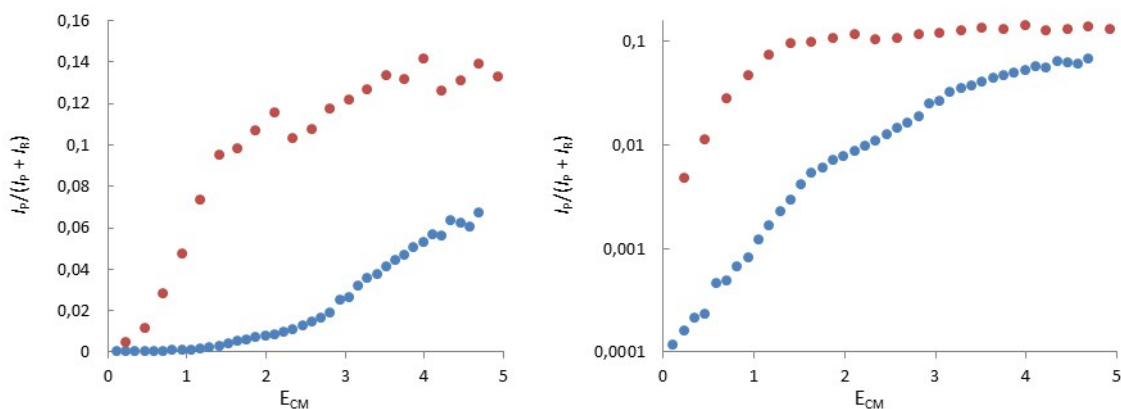 I_P/(I_P + I_R)
0,16
0,14
0,12
0,1
0,08
0,06
0,04
0,02
0
0 1 2 3 4 5
E_CM
I_P/(I_P + I_R)
0,1
0,01
0,001
0,0001
0 1 2 3 4 5
E_CM